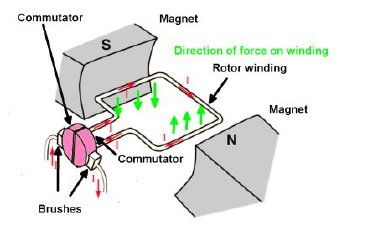 Commutator
Magnet
S
Direction of force on winding
Rotor winding
I
I
Magnet
N
I
I
Commutator
I
I
I
Brushes